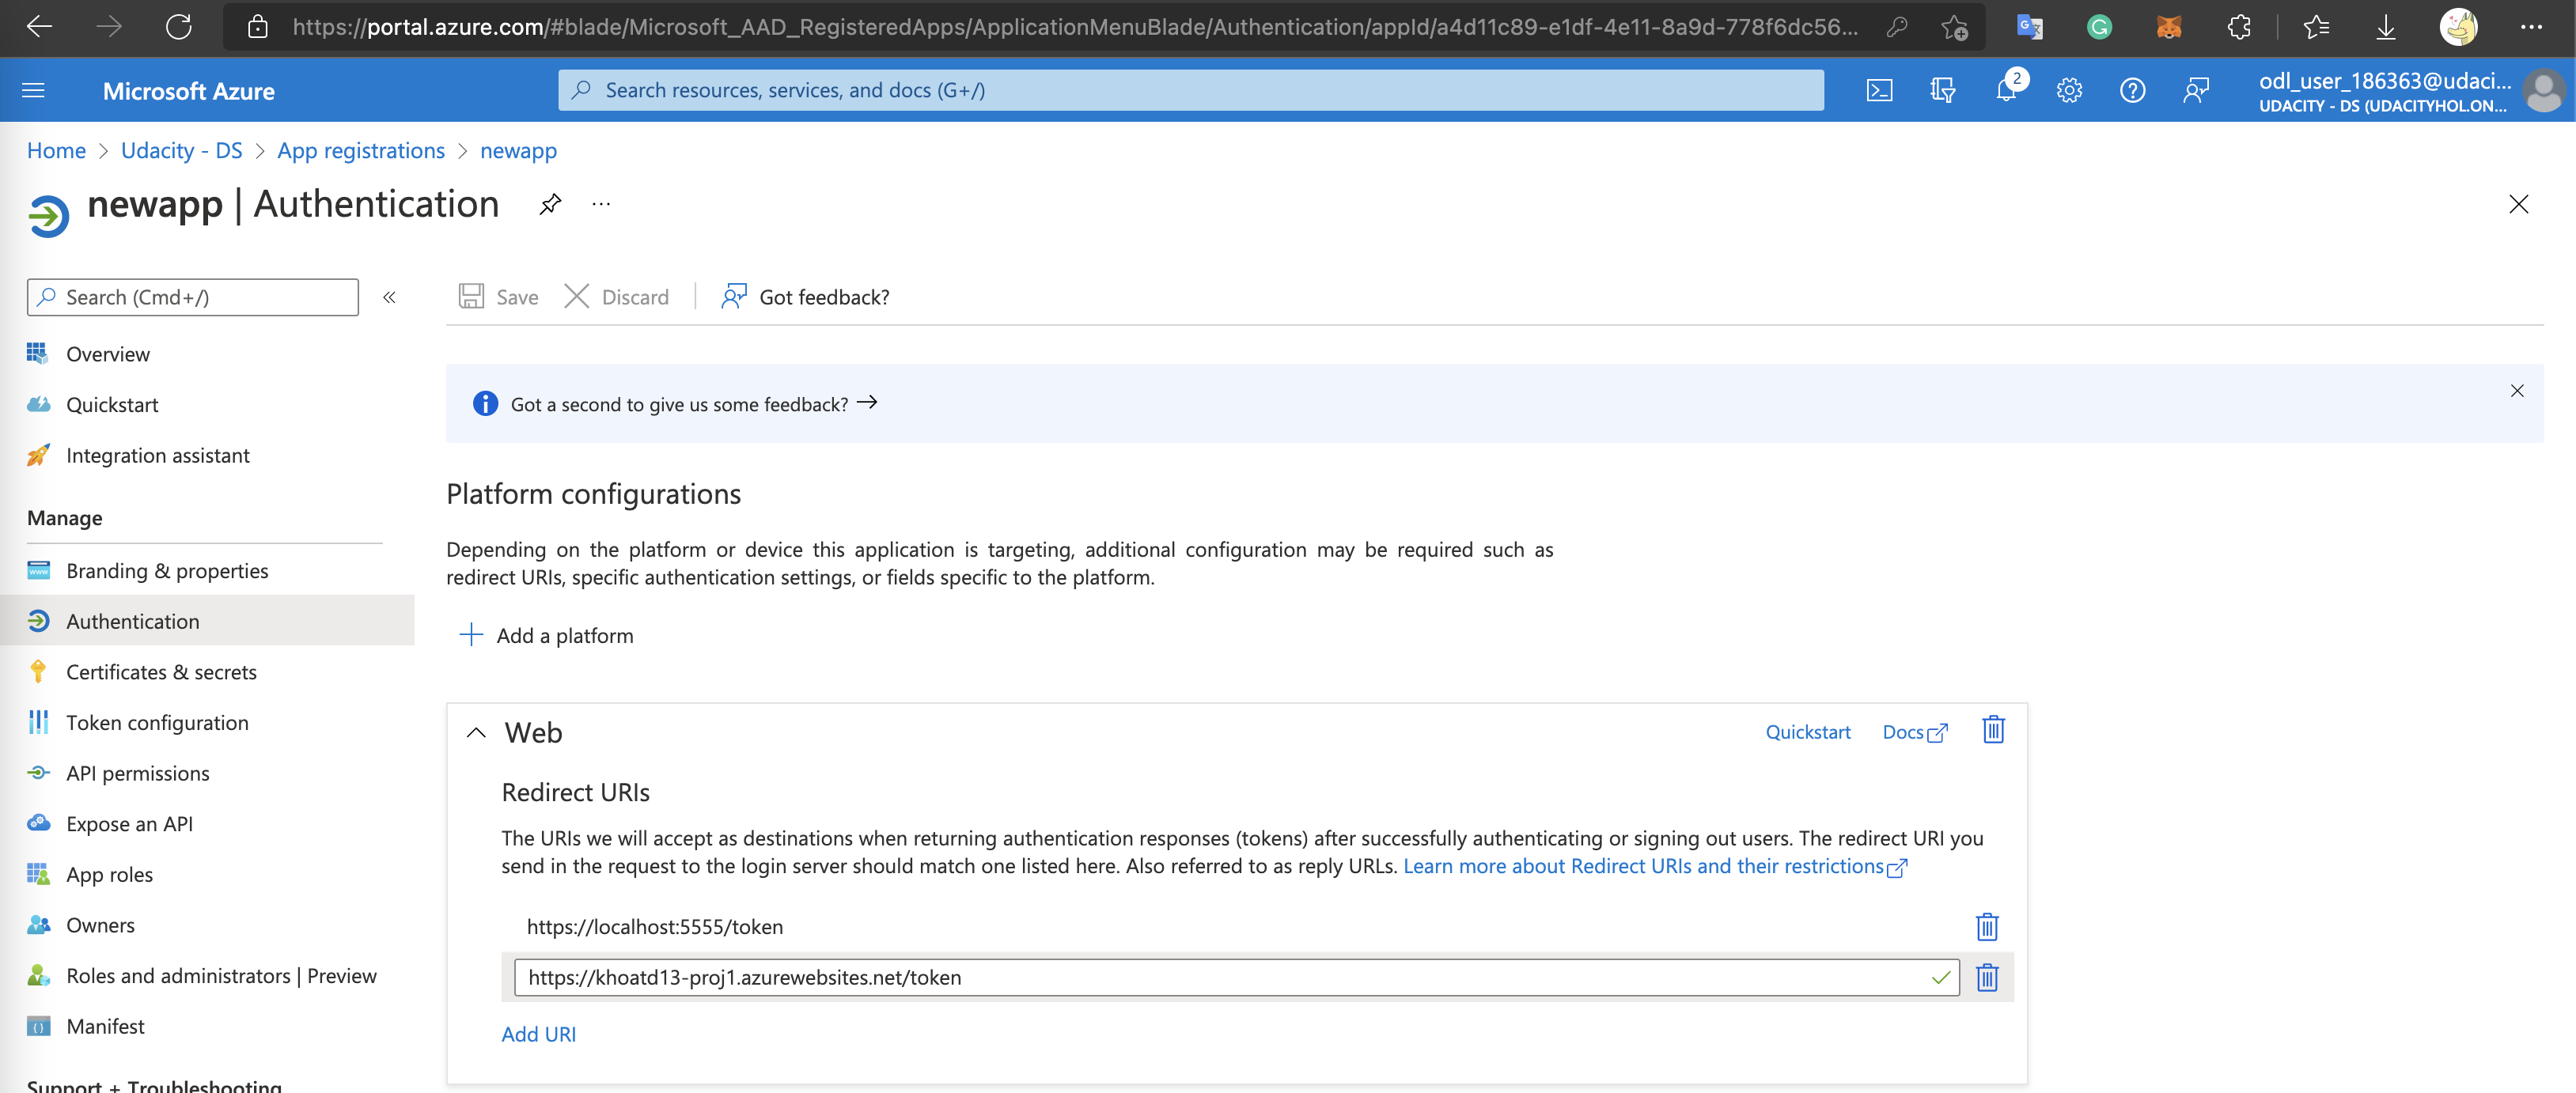 https://portal.azure.com/#blade/Microsoft_AAD_RegisteredApps/ApplicationMenuBlade/Authentication/appId/a4d11c89-e1df-4e11-8a9d-778f6dc56...
Microsoft Azure
Search resources, services, and docs (G+/)
2
odl_user_186363@udaci...
UDACITY - DS (UDACITYHOL.ON...
Home > Udacity - DS > App registrations > newapp
newapp | Authentication
Search (Cmd+/)
Save
Discard
Got feedback?
Overview
Quickstart
Integration assistant
Manage
Branding & properties
Authentication
Certificates & secrets
Token configuration
API permissions
Expose an API
App roles
Owners
Roles and administrators | Preview
Manifest
Support + Troubleshooting
Got a second to give us some feedback?
Platform configurations
Depending on the platform or device this application is targeting, additional configuration may be required such as
redirect URIs, specific authentication settings, or fields specific to the platform.
Add a platform
Web
Quickstart
Docs
Redirect URIs
The URIs we will accept as destinations when returning authentication responses (tokens) after successfully authenticating or signing out users. The redirect URI you
send in the request to the login server should match one listed here. Also referred to as reply URLs. Learn more about Redirect URIs and their restrictions
https://localhost:5555/token
https://khoatd13-proj1.azurewebsites.net/token
Add URI